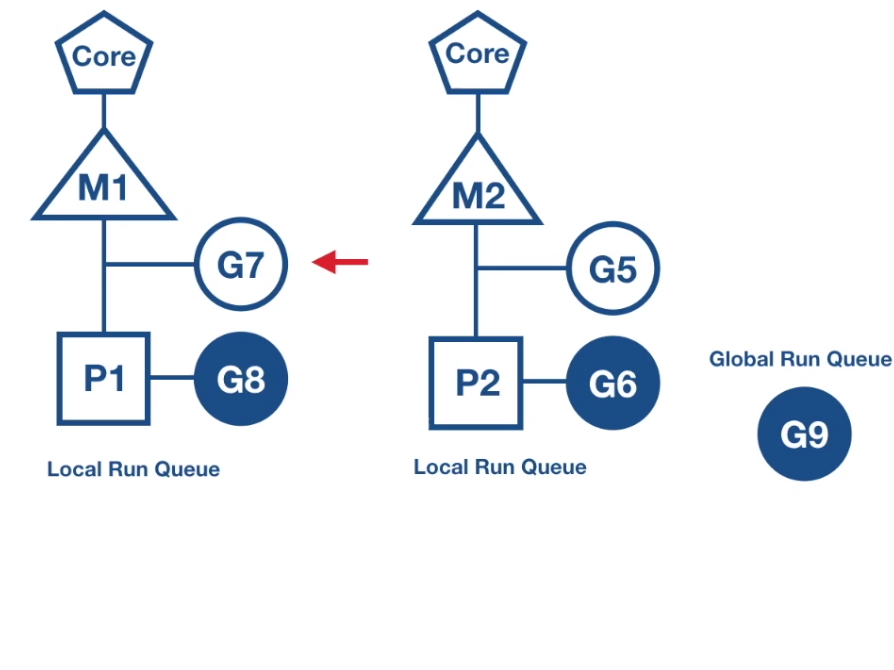 Core
M1
G7
P1
G8
Local Run Queue
Core
M2
G5
P2
G6
Local Run Queue
Global Run Queue
G9